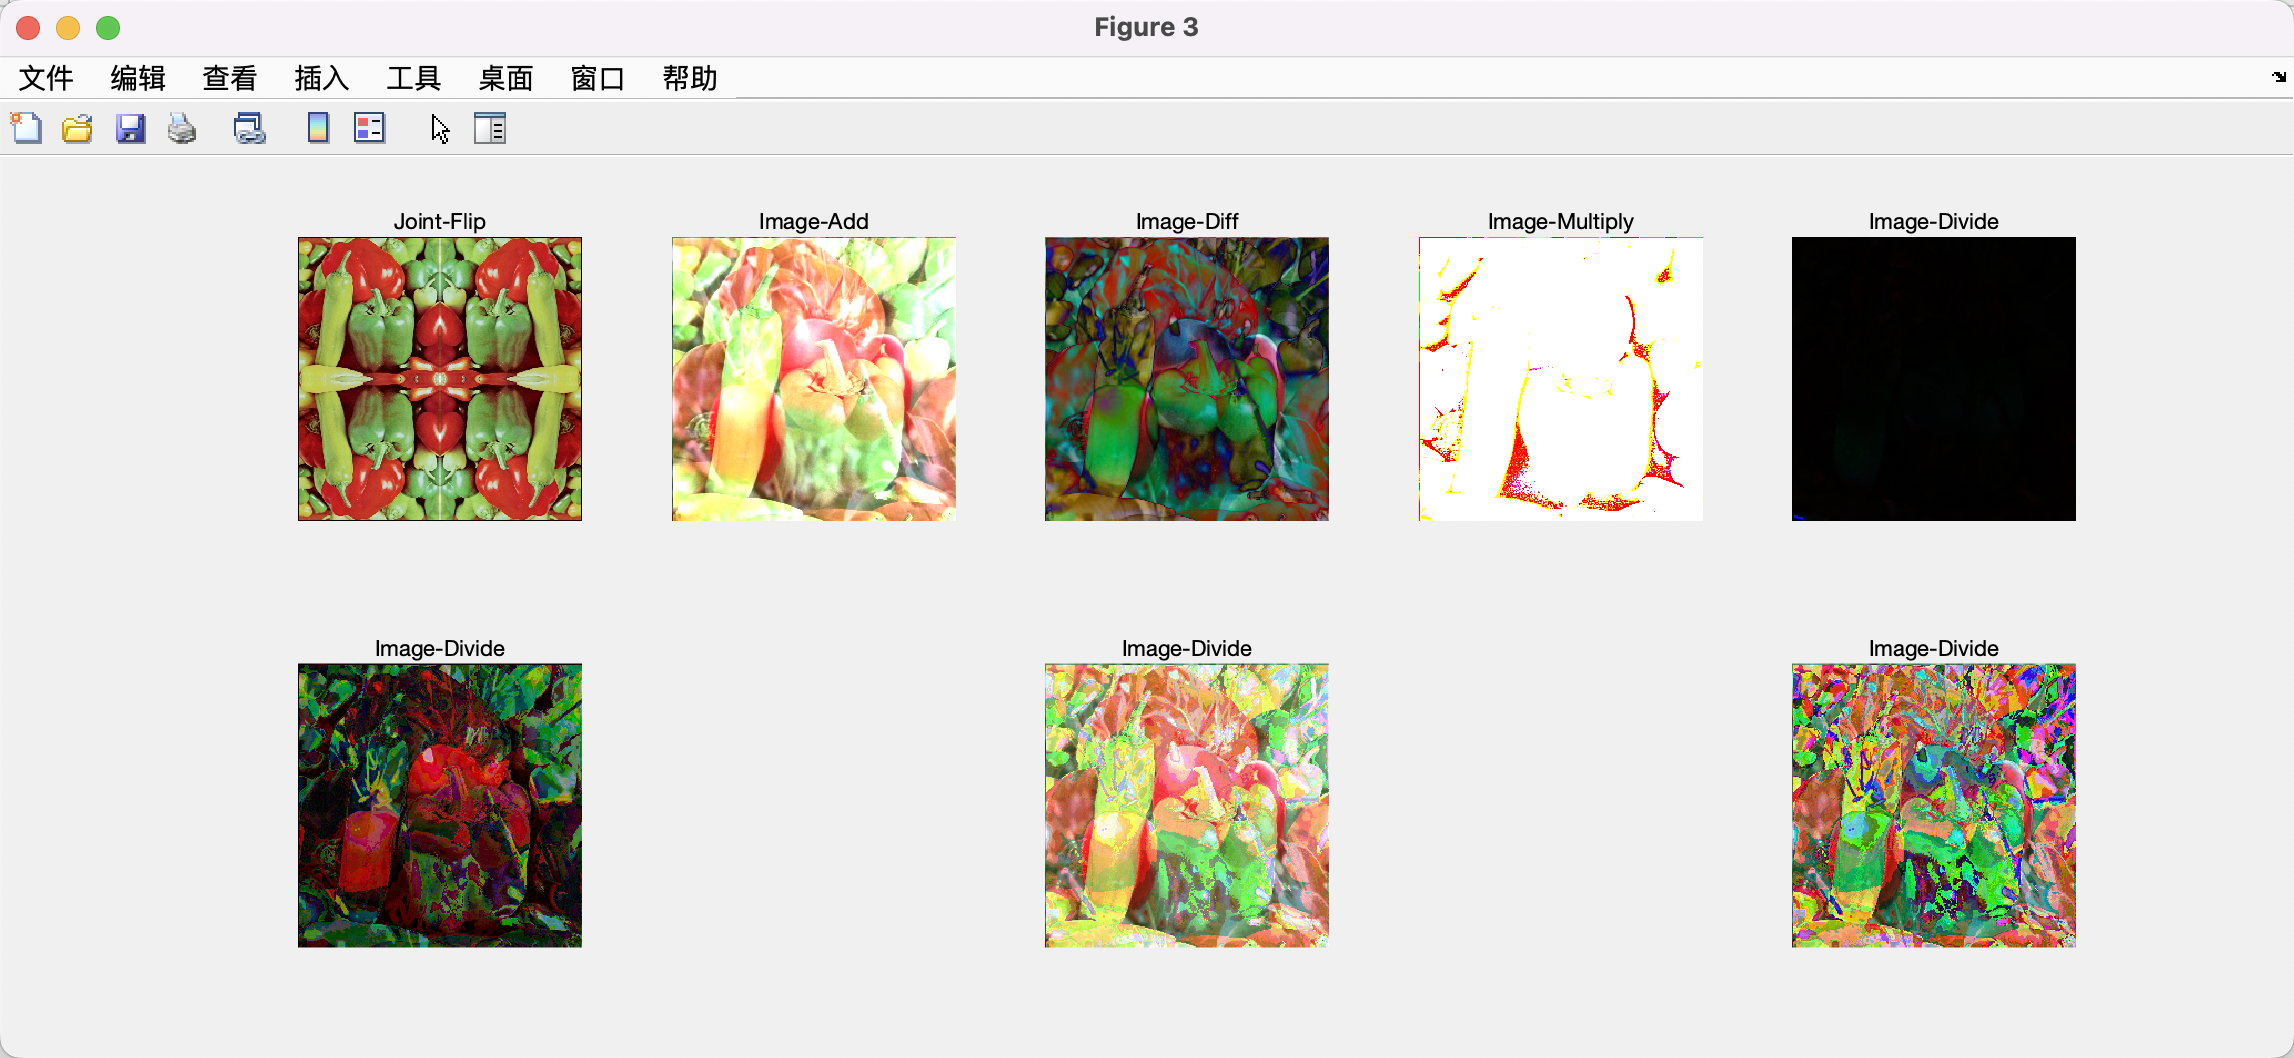 Figure 3
文件 编辑 查看 插入 工具 桌面 窗口 帮助
Joint-Flip Image-Add Image-Diff Image-Multiply Image-Divide
Image-Divide Image-Divide Image-Divide